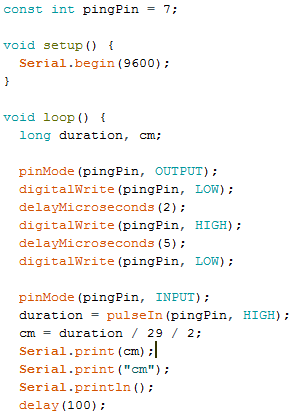 const int pingPin = 7;
void setup() {
Serial.begin(9600);
}
void loop() {
long duration, cm;
pinMode(pingPin, OUTPUT);
digitalWrite(pingPin, LOW);
delayMicroseconds(2);
digitalWrite(pingPin, HIGH);
delayMicroseconds(5);
digitalWrite(pingPin, LOW);
pinMode(pingPin, INPUT);
duration = pulseIn(pingPin, HIGH);
cm = duration / 29 / 2;
Serial.print(cm);
Serial.print("cm");
Serial.println();
delay(100);